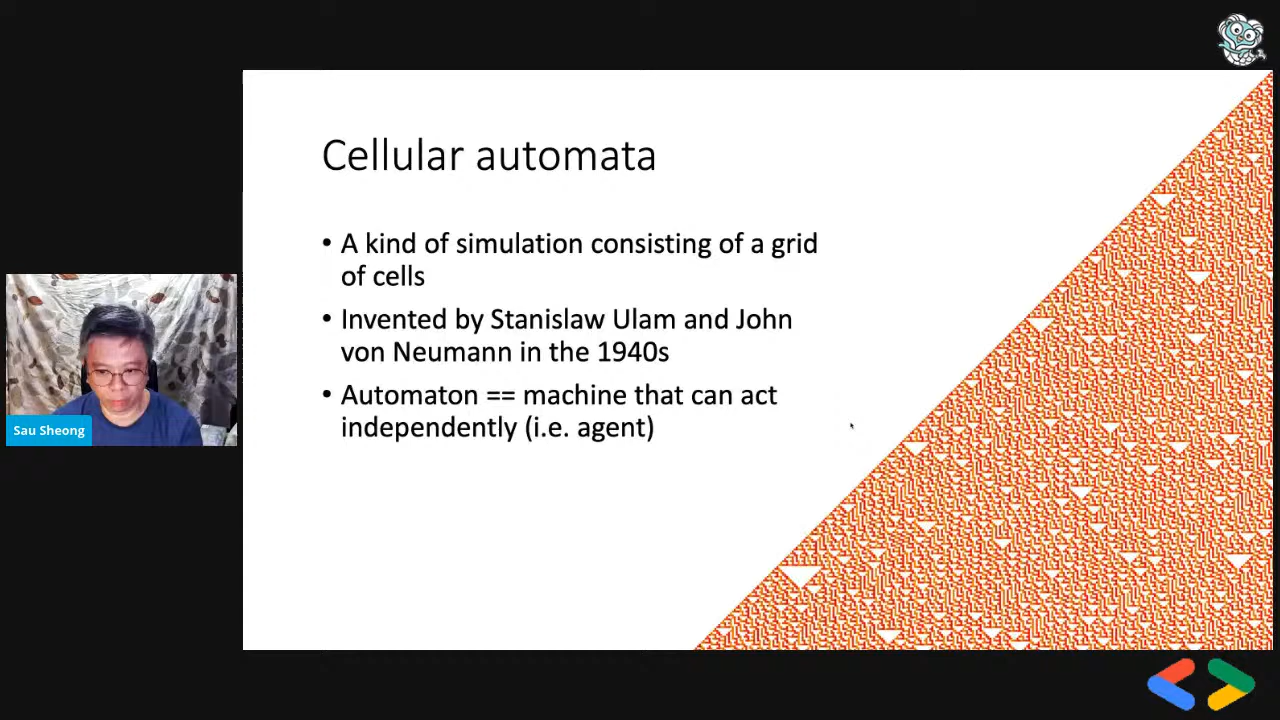 Cellular automata
• A kind of simulation consisting of a grid
of cells
• Invented by Stanislaw Ulam and John
von Neumann in the 1940s
• Automaton == machine that can act
independently (i.e. agent)
Sau Sheong